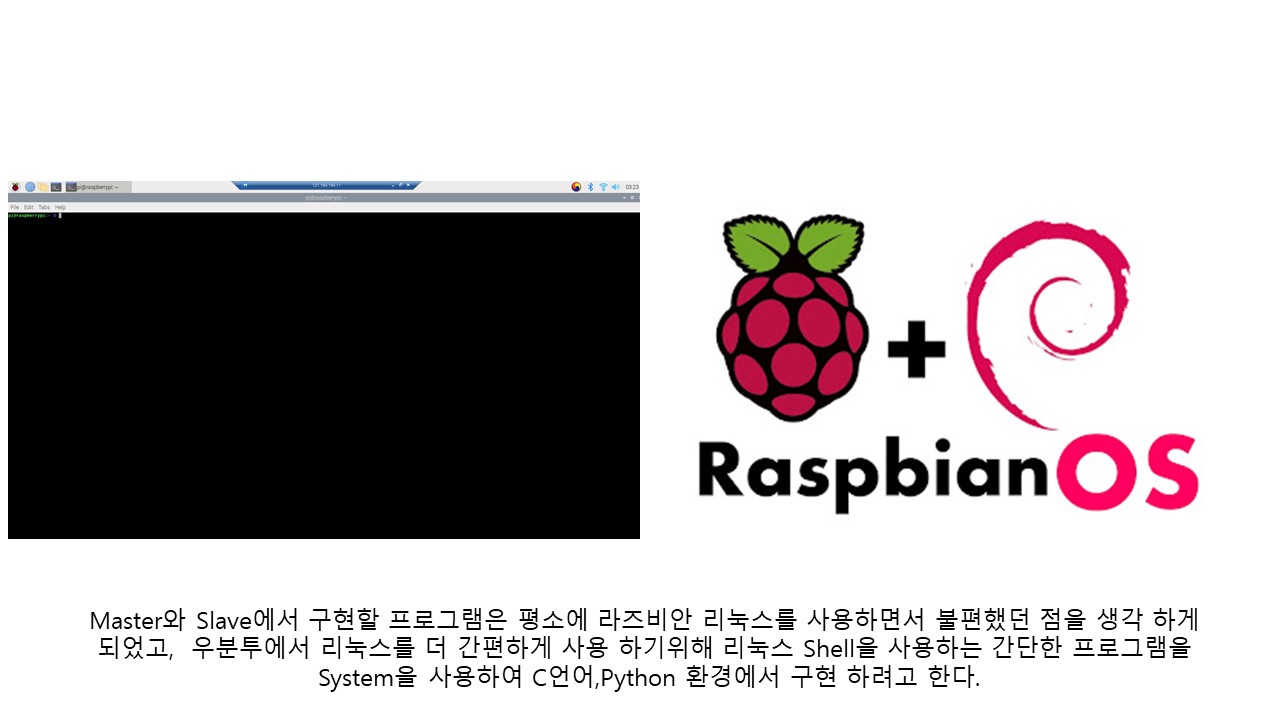 pi@raspberrypi: ~
03:23
pi@raspberrypi: ~
File Edit Tabs Help
pi@raspberrypi:~ $
Raspbian OS
Master와 Slave에서 구현할 프로그램은 평소에 라즈비안 리눅스를 사용하면서 불편했던 점을 생각 하게
되었고, 우분투에서 리눅스를 더 간편하게 사용 하기위해 리눅스 Shell을 사용하는 간단한 프로그램을
System을 사용하여 C언어,Python 환경에서 구현 하려고 한다.